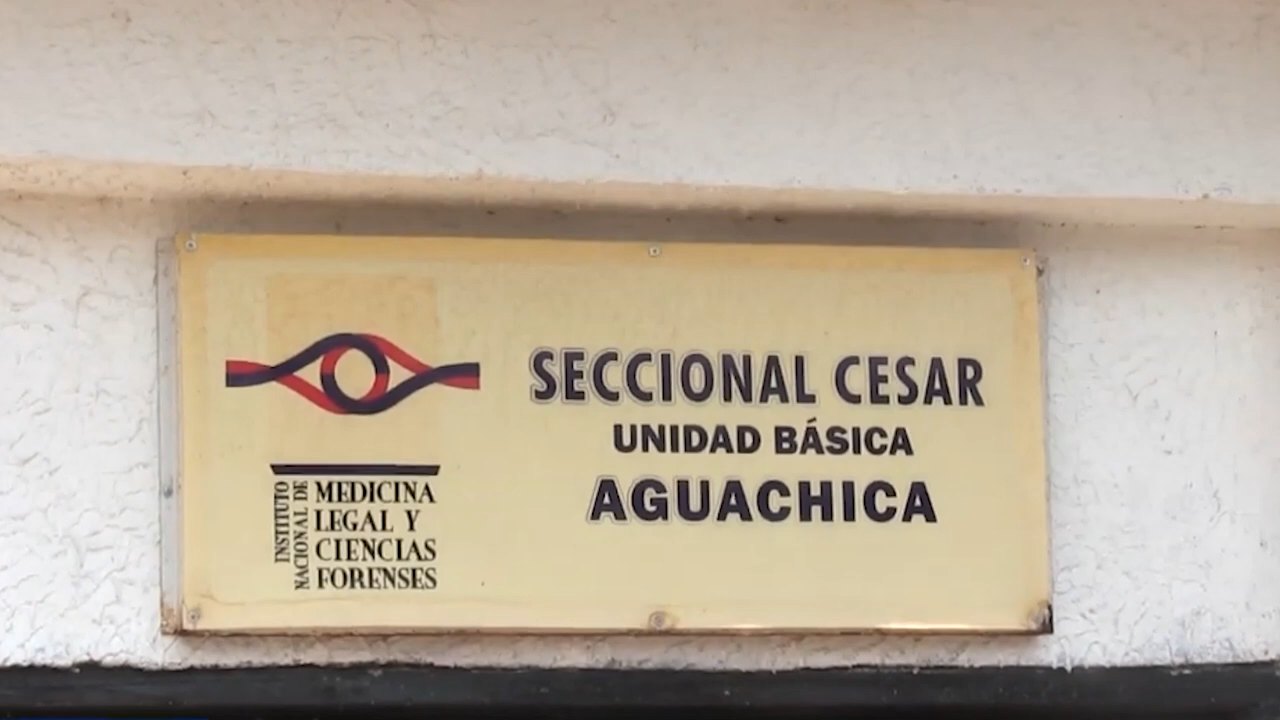 INSTITUTO
NACIONAL DE
MEDICINA
LEGAL Y
CIENCIAS
FORENSES
SECCIONAL CESAR
UNIDAD BÁSICA
AGUACHICA